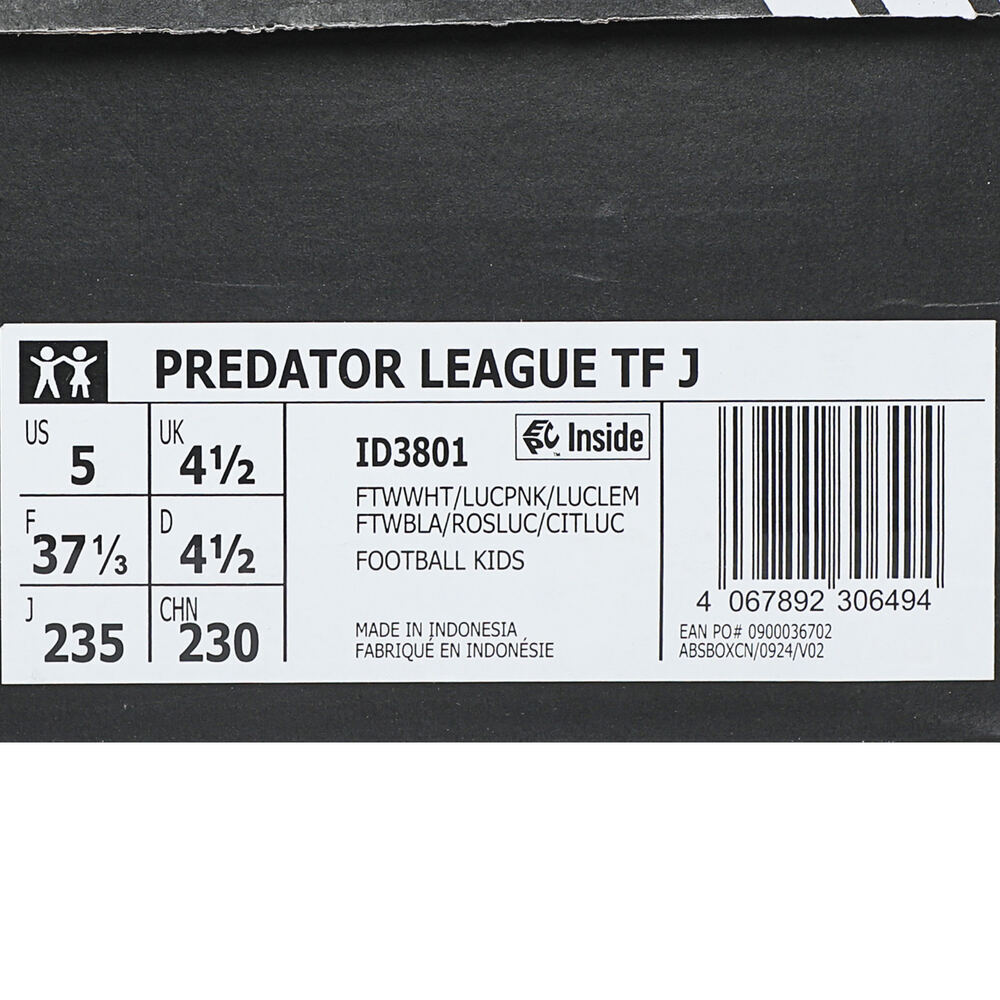 PREDATOR LEAGUE TF J
US 5
UK 4½
F 37⅓
D 4½
J 235
CHN 230
ID3801
EPC Inside™
FTWWHT/LUCPNK/LUCLEM
FTWBLA/ROSLUC/CITLUC
FOOTBALL KIDS
MADE IN INDONESIA
FABRIQUÉ EN INDONÉSIE
4 067892 306494
EAN PO# 0900036702
ABSBOXCN/0924/V02